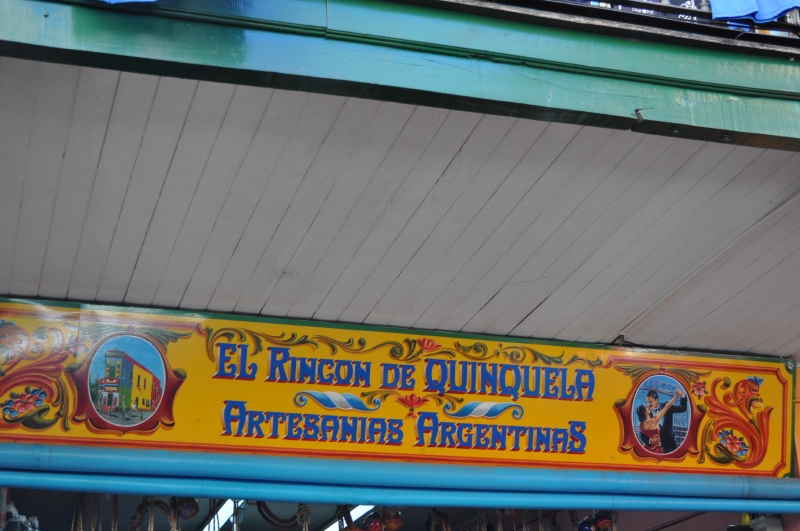 EL RINCON DE QUINQUELA
ARTESANIAS ARGENTINAS